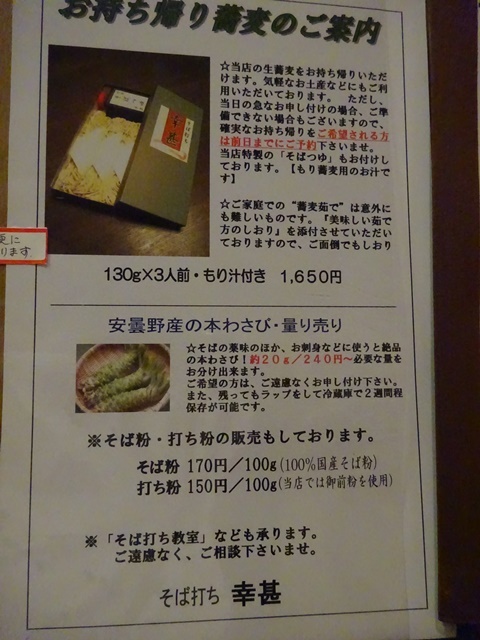 お持ち帰り蕎麦のご案内
☆当店の生蕎麦をお持ち帰りいただ
けます。気軽なお土産などにもご利
用いただいております。 ただし、
当日の急なお申し付けの場合、ご準
備できない場合もございますので、
確実なお持ち帰りをご希望される方
は前日までにご予約下さいませ。
当店特製の「そばつゆ」もお付けし
ております。【もり蕎麦用のお汁で
す】
☆ご家庭での“蕎麦茹で”は意外に
も難しいものです。『美味しい茹で
方のしおり』を添付させていただい
ておりますので、ご面倒でもしおり
更に
ります。
130g×3人前・もり汁付き 1,650円
安曇野産の本わさび・量り売り
☆そばの薬味のほか、お刺身などに使うと絶品
の本わさび！約20g／240円～必要な量を
お分け出来ます。
ご希望の方は、ご遠慮なくお申し付け下さい。
また、残ってもラップをして冷蔵庫で2週間程
保存が可能です。
※そば粉・打ち粉の販売もしております。
そば粉 170円／100g(100%国産そば粉)
打ち粉 150円／100g(当店では御前粉を使用)
※「そば打ち教室」なども承ります。
ご遠慮なく、ご相談下さいませ。
そば打ち 幸甚